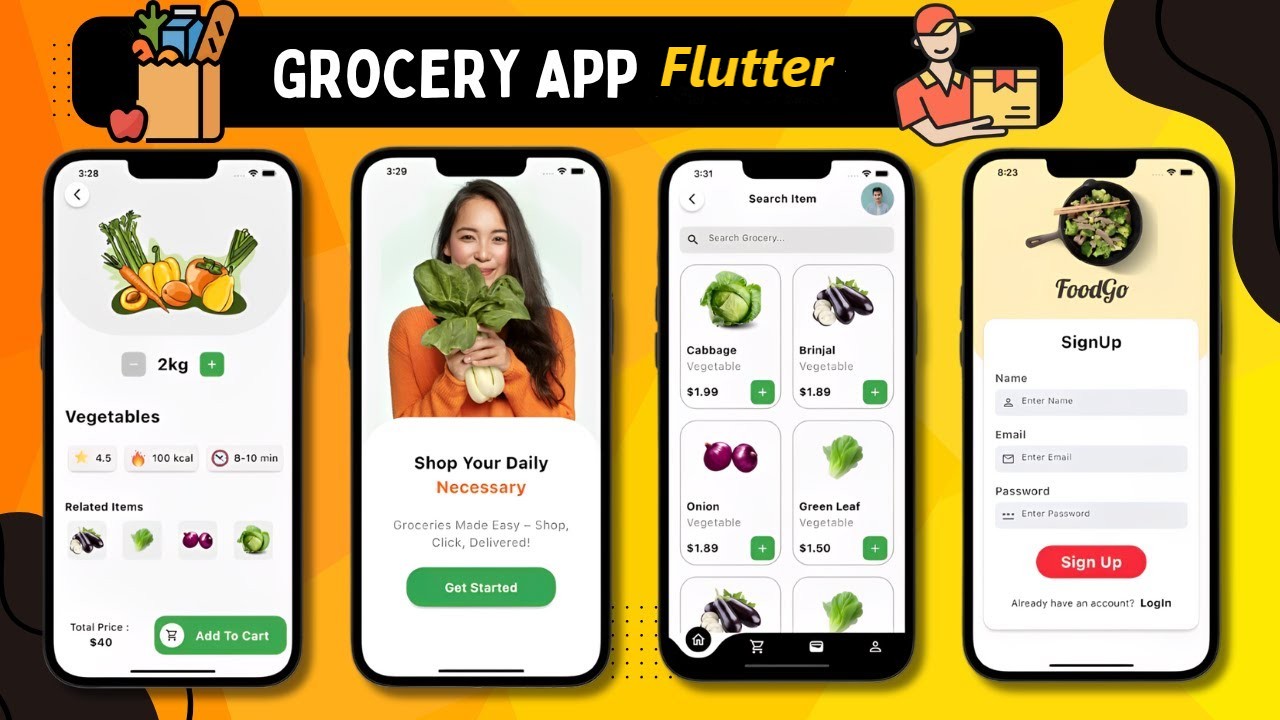 GROCERY APP Flutter
3:28
2kg
Vegetables
4.5
100 kcal
8-10 min
Related Items
Total Price :
$40
Add To Cart
3:29
Shop Your Daily
Necessary
Groceries Made Easy – Shop,
Click, Delivered!
Get Started
3:31
Search Item
Search Grocery...
Cabbage
Vegetable
$1.99
Brinjal
Vegetable
$1.89
Onion
Vegetable
$1.89
Green Leaf
Vegetable
$1.50
8:23
FoodGo
SignUp
Name
Enter Name
Email
Enter Email
Password
Enter Password
Sign Up
Already have an account? LogIn